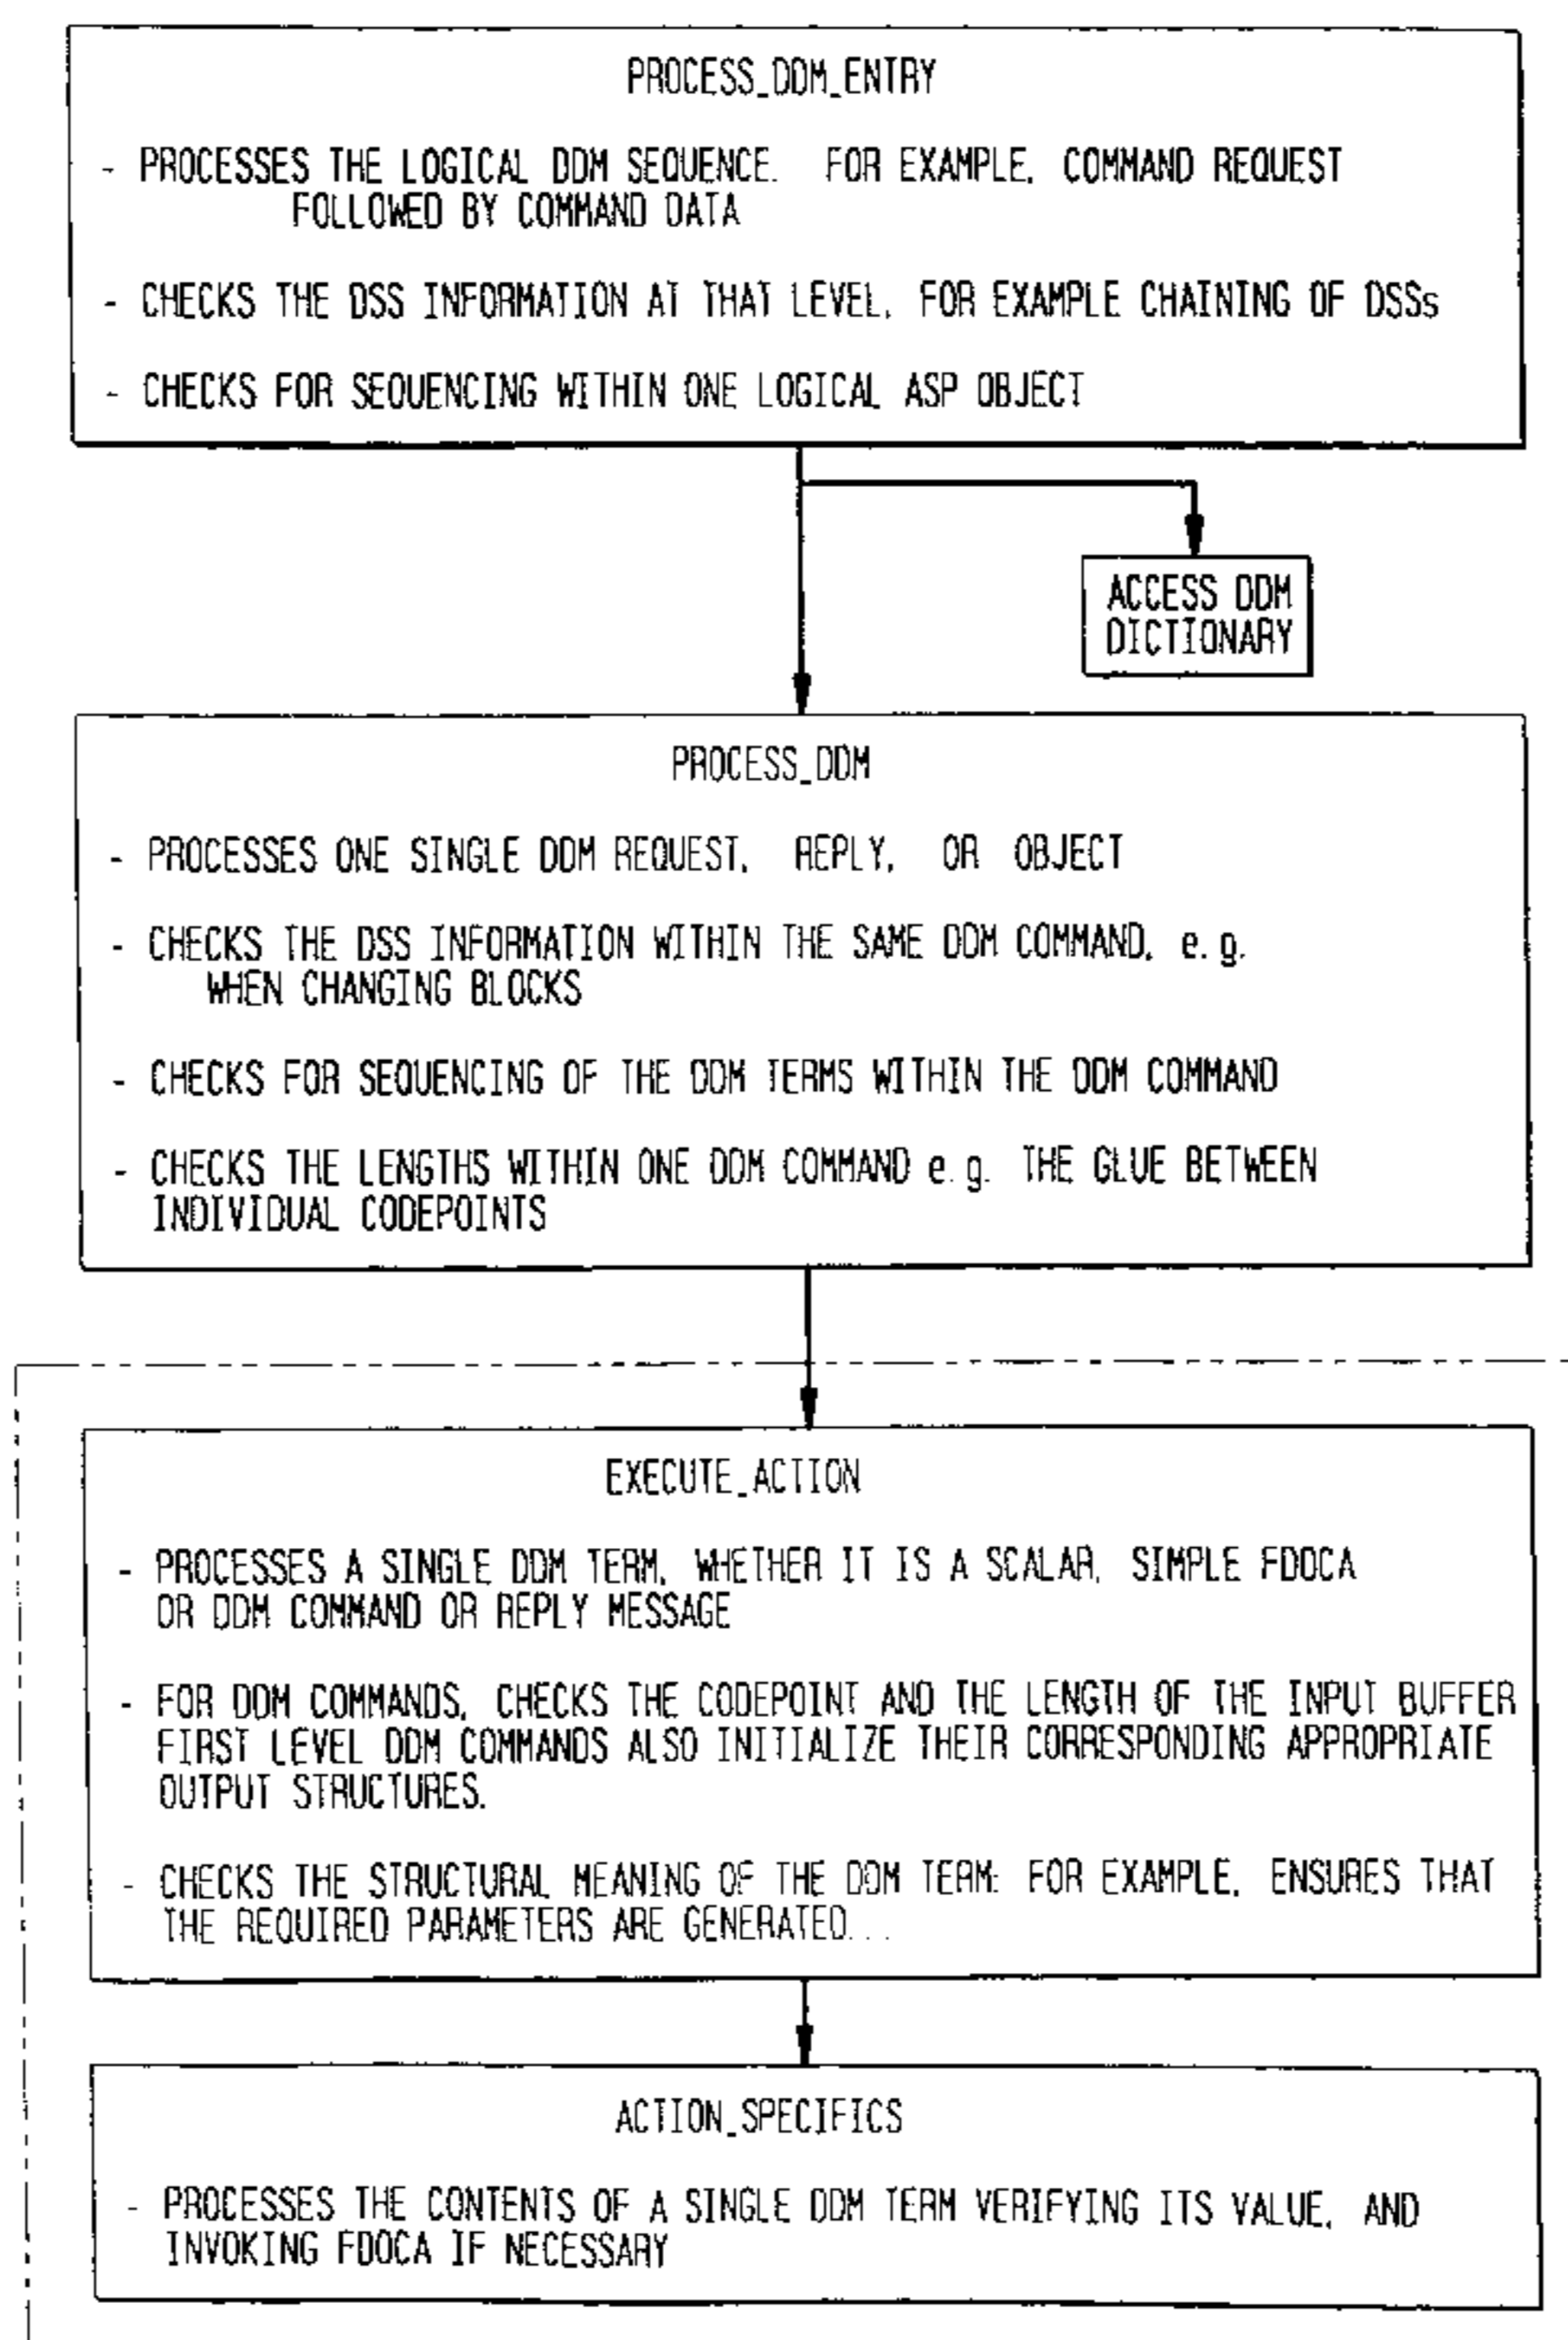 PROCESS_DDM_ENTRY
- PROCESSES THE LOGICAL DDM SEQUENCE. FOR EXAMPLE, COMMAND REQUEST
FOLLOWED BY COMMAND DATA
- CHECKS THE DSS INFORMATION AT THAT LEVEL, FOR EXAMPLE CHAINING OF DSSs
- CHECKS FOR SEQUENCING WITHIN ONE LOGICAL ASP OBJECT
ACCESS DDM
DICTIONARY
PROCESS_DDM
- PROCESSES ONE SINGLE DDM REQUEST, REPLY, OR OBJECT
- CHECKS THE DSS INFORMATION WITHIN THE SAME DDM COMMAND, e.g.
WHEN CHANGING BLOCKS
- CHECKS FOR SEQUENCING OF THE DDM TERMS WITHIN THE DDM COMMAND
- CHECKS THE LENGTHS WITHIN ONE DDM COMMAND e.g. THE GLUE BETWEEN
INDIVIDUAL CODEPOINTS
EXECUTE_ACTION
- PROCESSES A SINGLE DDM TERM, WHETHER IT IS A SCALAR, SIMPLE FDOCA
OR DDM COMMAND OR REPLY MESSAGE
- FOR DDM COMMANDS, CHECKS THE CODEPOINT AND THE LENGTH OF THE INPUT BUFFER
FIRST LEVEL DDM COMMANDS ALSO INITIALIZE THEIR CORRESPONDING APPROPRIATE
OUTPUT STRUCTURES.
- CHECKS THE STRUCTURAL MEANING OF THE DDM TERM: FOR EXAMPLE, ENSURES THAT
THE REQUIRED PARAMETERS ARE GENERATED...
ACTION_SPECIFICS
- PROCESSES THE CONTENTS OF A SINGLE DDM TERM VERIFYING ITS VALUE, AND
INVOKING FDOCA IF NECESSARY